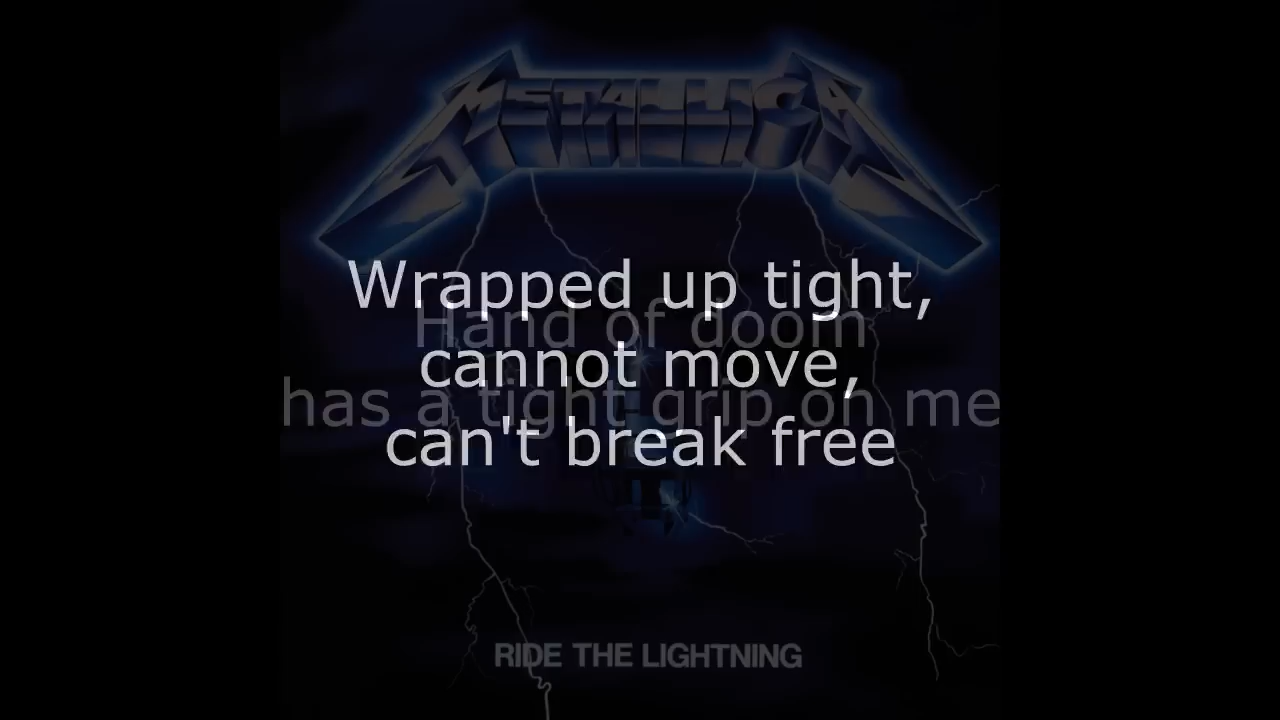 METALLICA
Wrapped up tight,
cannot move,
can't break free
Hand of doom
has a tight grip on me
RIDE THE LIGHTNING